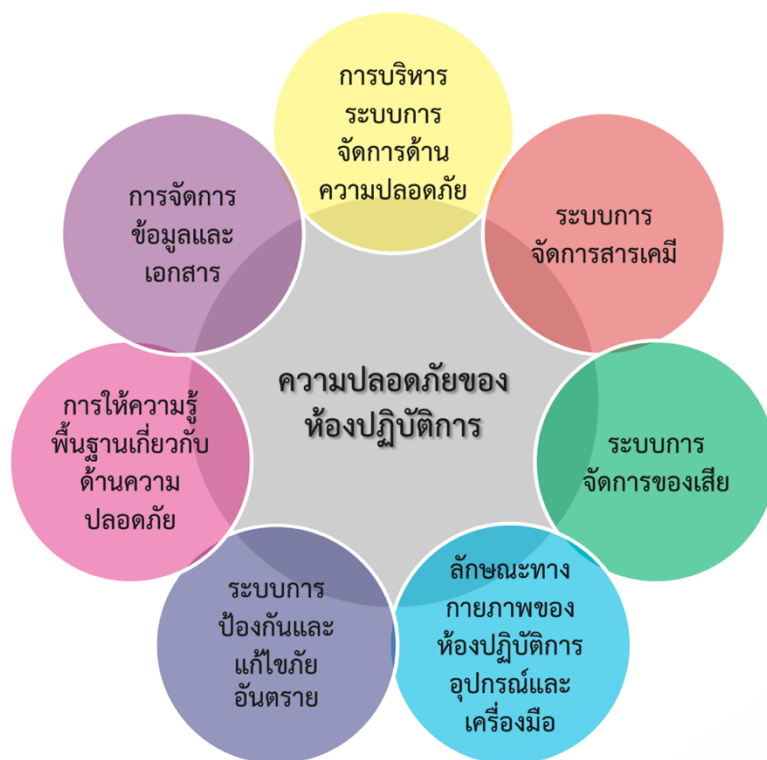 การบริหาร
ระบบการ
จัดการด้าน
ความปลอดภัย
ระบบการ
จัดการสารเคมี
ระบบการ
จัดการของเสีย
ลักษณะทาง
กายภาพของ
ห้องปฏิบัติการ
อุปกรณ์และ
เครื่องมือ
ระบบการ
ป้องกันและ
แก้ไขภัย
อันตราย
การให้ความรู้
พื้นฐานเกี่ยวกับ
ด้านความ
ปลอดภัย
การจัดการ
ข้อมูลและ
เอกสาร
ความปลอดภัยของ
ห้องปฏิบัติการ